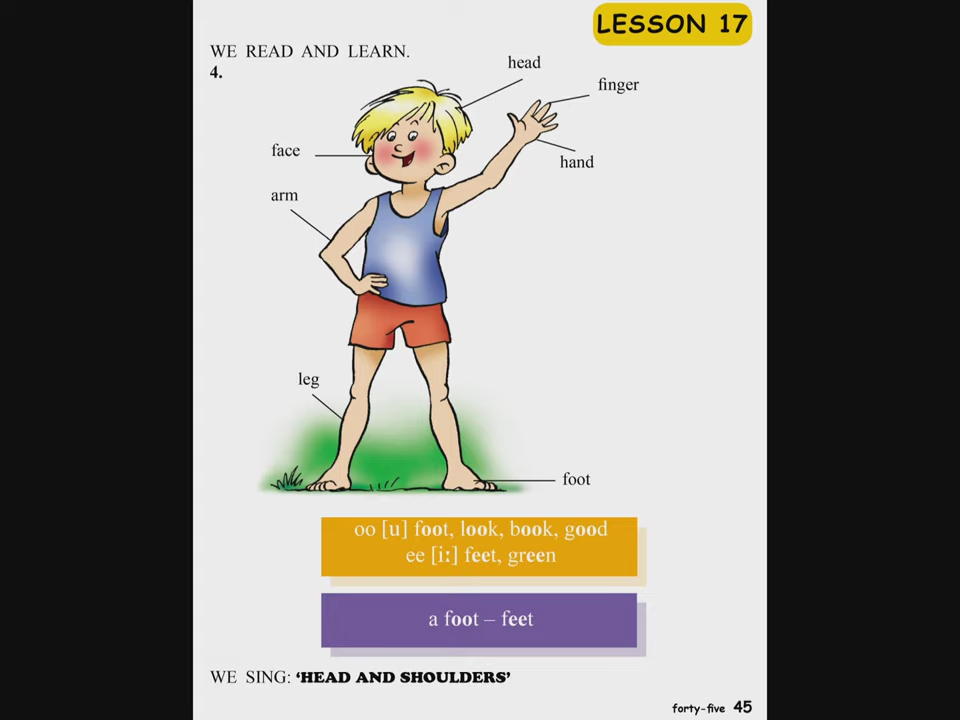 LESSON 17
WE READ AND LEARN.
4.
head
finger
face
hand
arm
leg
foot
oo [u] foot, look, book, good
ee [i:] feet, green
a foot – feet
WE SING: ‘HEAD AND SHOULDERS’
forty-five 45